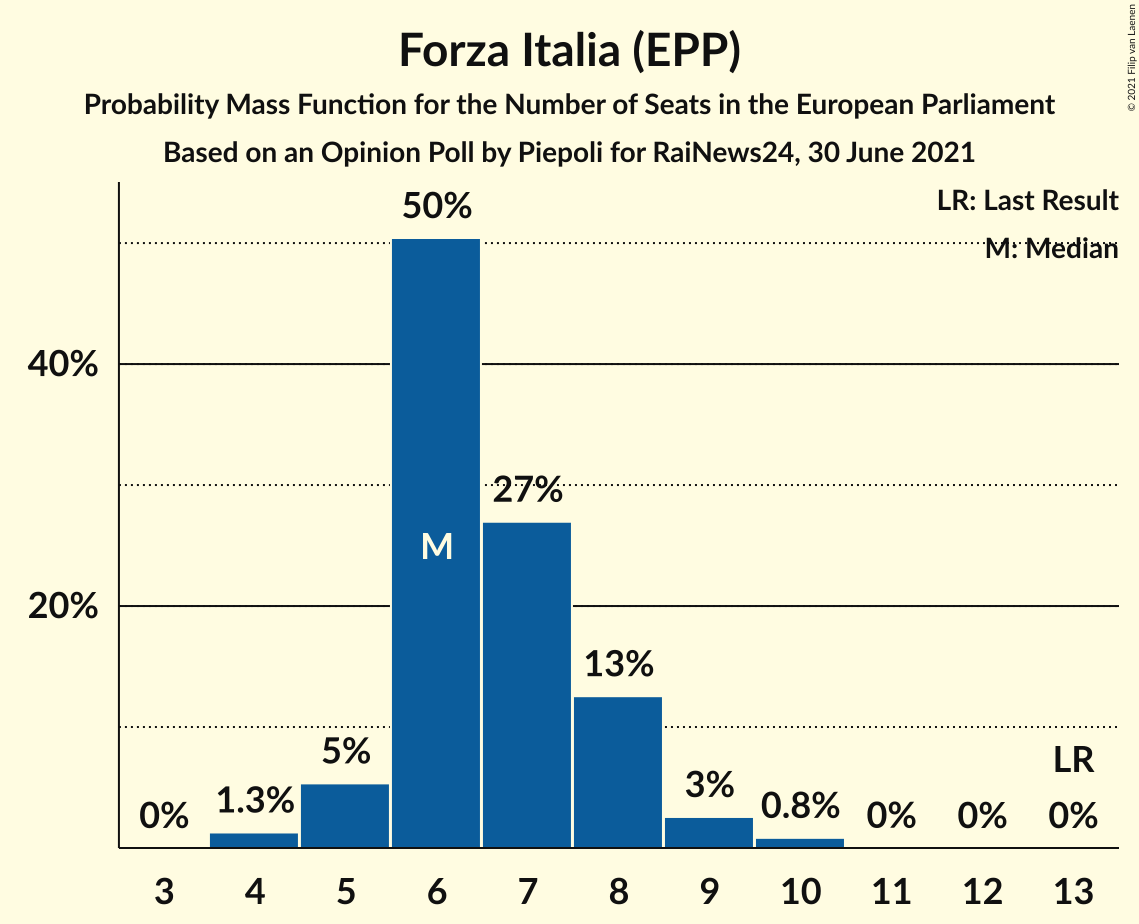 Forza Italia (EPP)
Probability Mass Function for the Number of Seats in the European Parliament
Based on an Opinion Poll by Piepoli for RaiNews24, 30 June 2021
© 2021 Filip van Laenen
LR: Last Result
M: Median
50%
40%
27%
M
20%
13%
5%
LR
3%
1.3%
0.8%
0%
0%
0%
0%
3 4 5 6 7 8 9 10 11 12 13